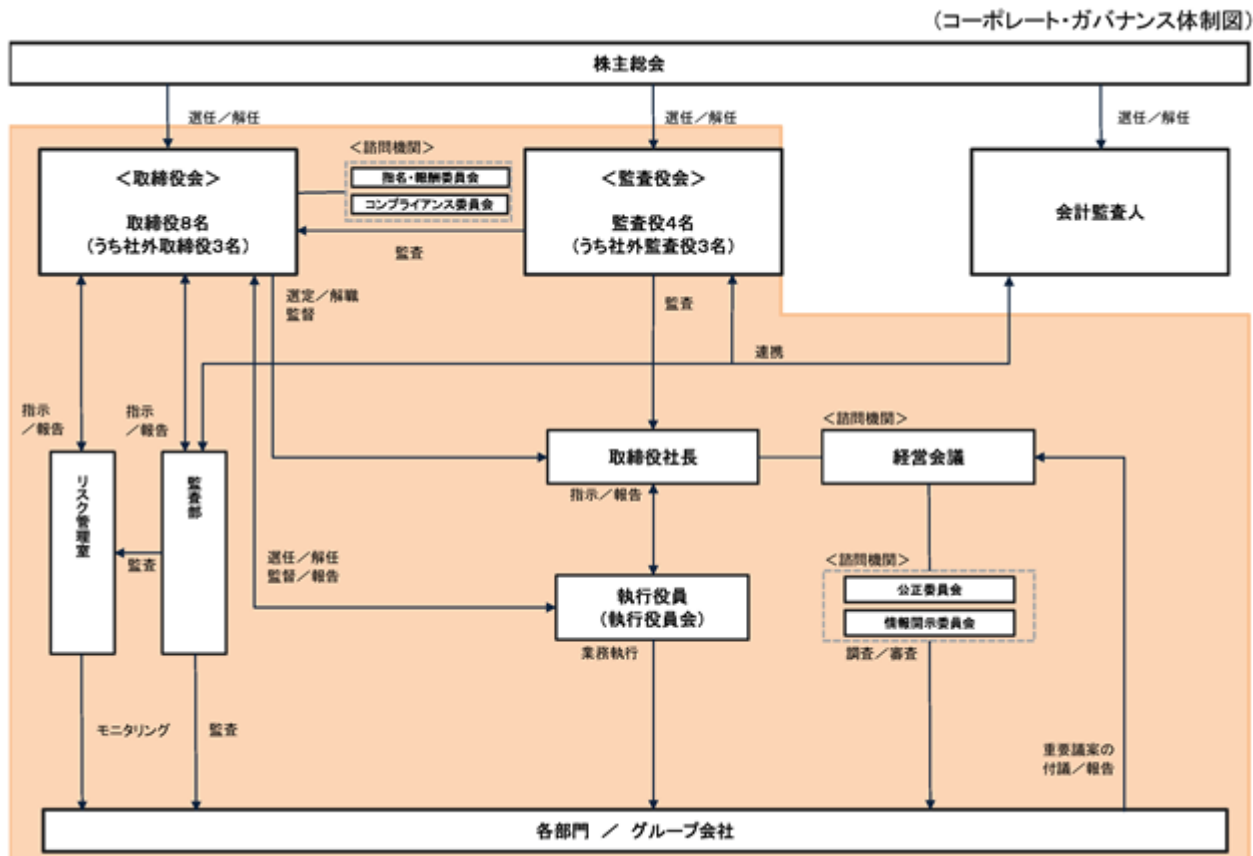 （コーポレート・ガバナンス体制図）
株主総会
選任／解任
選任／解任
選任／解任
＜取締役会＞
取締役8名
（うち社外取締役3名）
＜諮問機関＞
指名・報酬委員会
コンプライアンス委員会
＜監査役会＞
監査役4名
（うち社外監査役3名）
会計監査人
監査
選定／解職
監督
監査
連携
指示
／報告
指示
／報告
リスク管理室
監査部
監査
取締役社長
＜諮問機関＞
経営会議
指示／報告
選任／解任
監督／報告
執行役員
（執行役員会）
業務執行
＜諮問機関＞
公正委員会
情報開示委員会
調査／審査
モニタリング
監査
重要議案の
付議／報告
各部門 ／ グループ会社